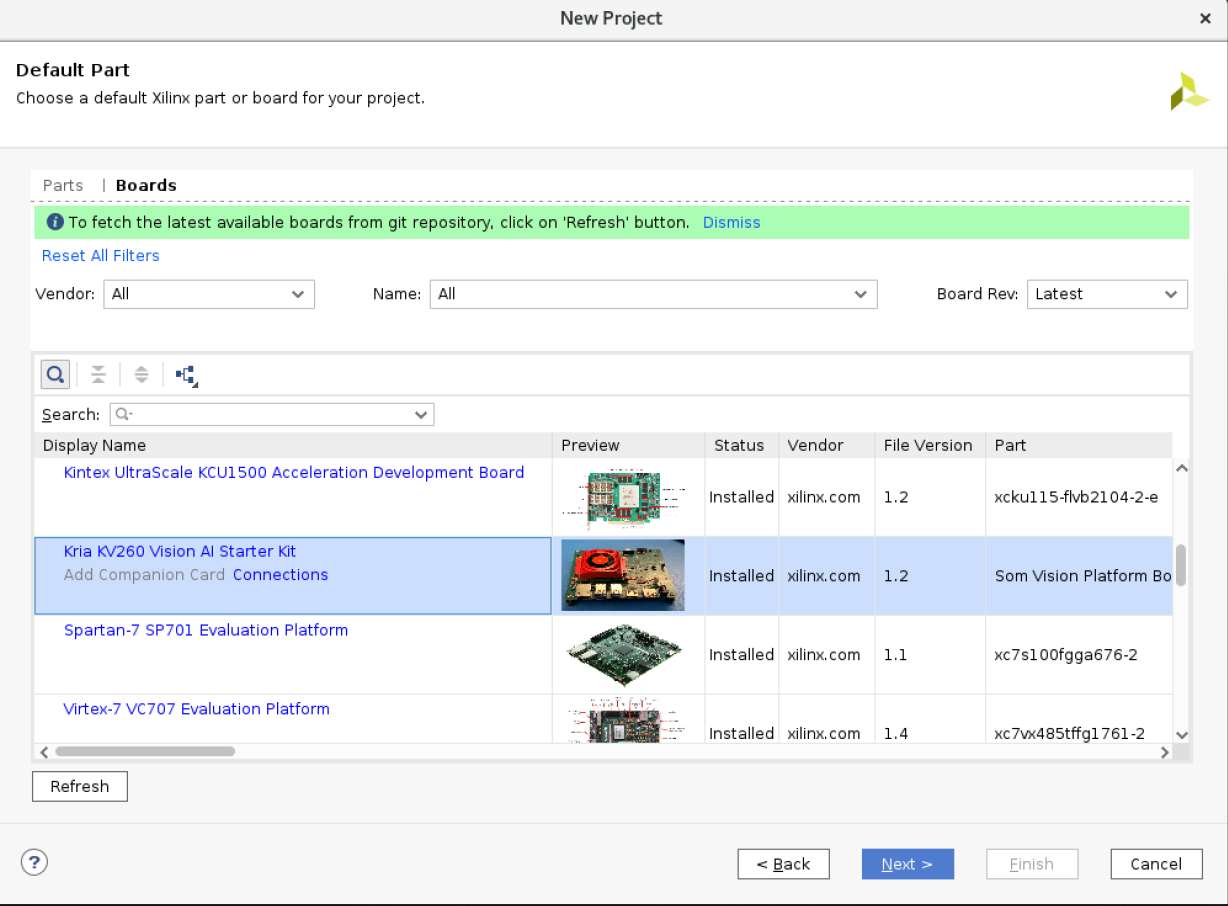 New Project
Default Part
Choose a default Xilinx part or board for your project.
Parts | Boards
To fetch the latest available boards from git repository, click on 'Refresh' button. Dismiss
Reset All Filters
Vendor: All Name: All Board Rev: Latest
Search:
Display Name Preview Status Vendor File Version Part
Kintex UltraScale KCU1500 Acceleration Development Board
Installed xilinx.com 1.2 xcku115-flvb2104-2-e
Kria KV260 Vision AI Starter Kit
Add Companion Card Connections
Installed xilinx.com 1.2 Som Vision Platform Bo
Spartan-7 SP701 Evaluation Platform
Installed xilinx.com 1.1 xc7s100fgga676-2
Virtex-7 VC707 Evaluation Platform
Installed xilinx.com 1.4 xc7vx485tffg1761-2
Refresh
? < Back Next > Finish Cancel